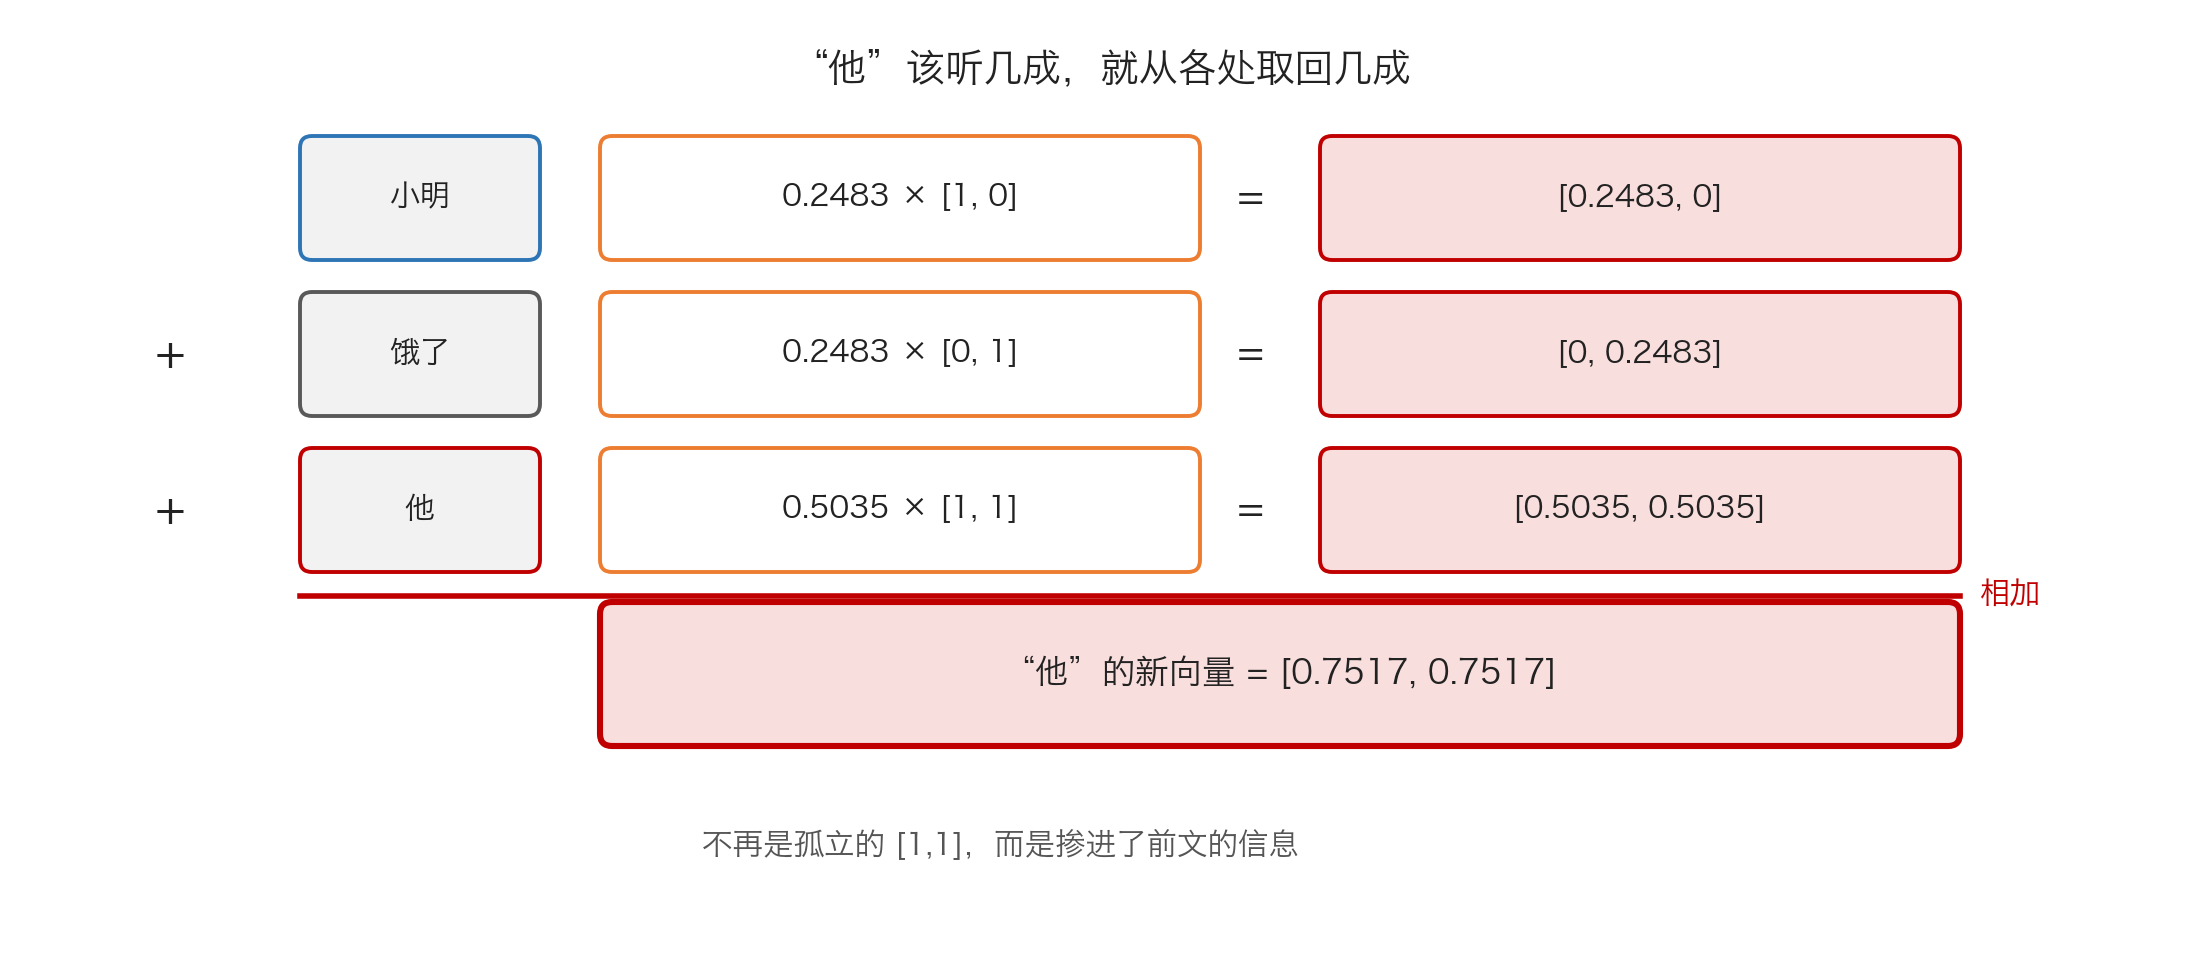 “他”该听几成，就从各处取回几成
小明 0.2483 × [1, 0] = [0.2483, 0]
+ 饿了 0.2483 × [0, 1] = [0, 0.2483]
+ 他 0.5035 × [1, 1] = [0.5035, 0.5035]
相加
“他”的新向量 = [0.7517, 0.7517]
不再是孤立的 [1,1]，而是掺进了前文的信息